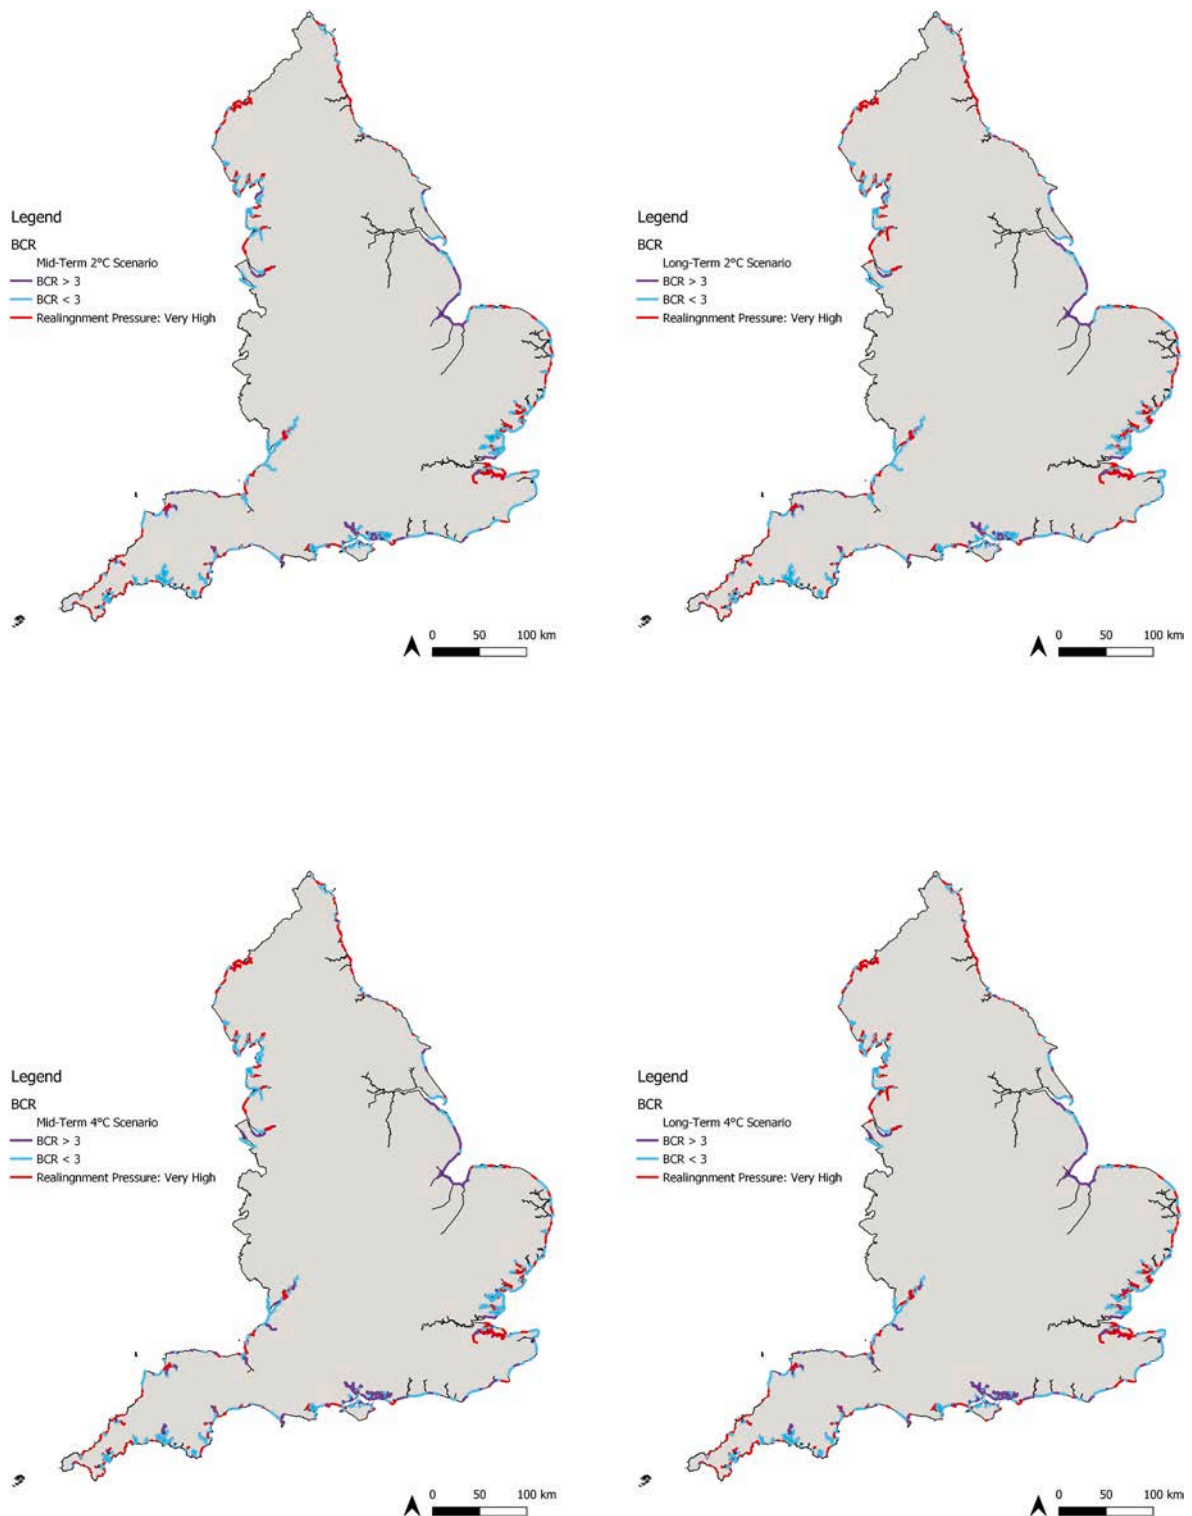 Legend
BCR
Mid-Term 2°C Scenario
BCR > 3
BCR < 3
Realingnment Pressure: Very High
0 50 100 km
Legend
BCR
Long-Term 2°C Scenario
BCR > 3
BCR < 3
Realingnment Pressure: Very High
0 50 100 km
Legend
BCR
Mid-Term 4°C Scenario
BCR > 3
BCR < 3
Realingnment Pressure: Very High
0 50 100 km
Legend
BCR
Long-Term 4°C Scenario
BCR > 3
BCR < 3
Realingnment Pressure: Very High
0 50 100 km